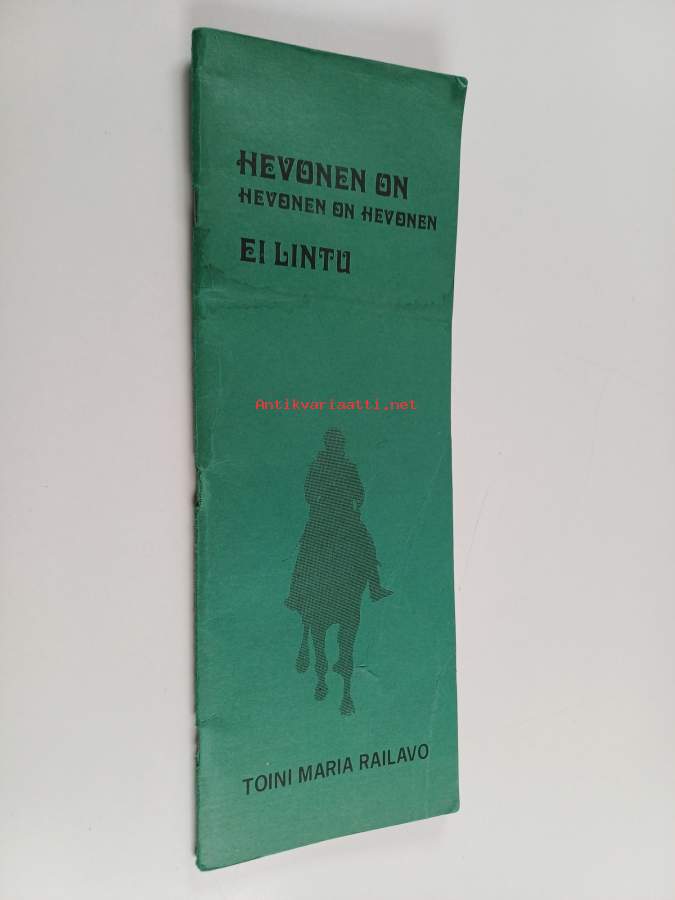 HEVONEN ON
HEVONEN ON HEVONEN
EI LINTU
Antikvariaatti.net
TOINI MARIA RAILAVO